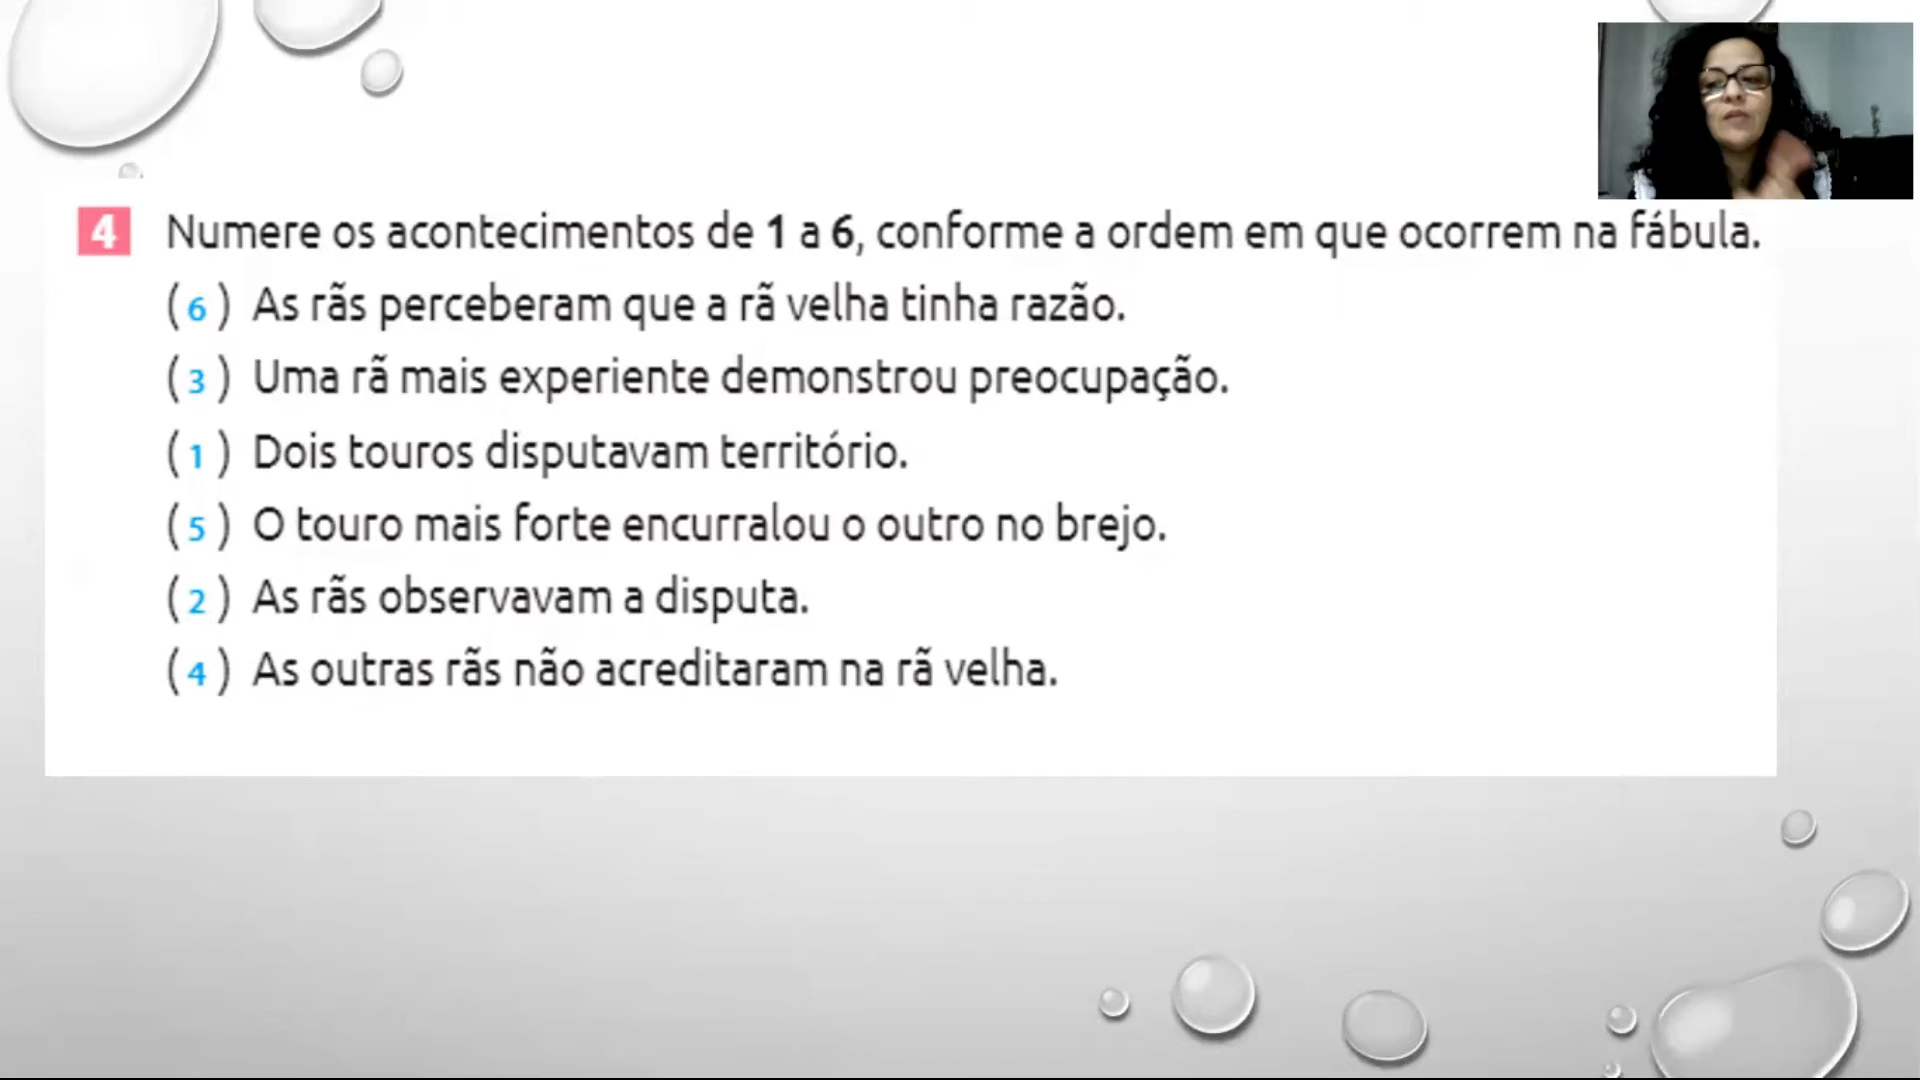 4 Numere os acontecimentos de 1 a 6, conforme a ordem em que ocorrem na fábula.
( 6 ) As rãs perceberam que a rã velha tinha razão.
( 3 ) Uma rã mais experiente demonstrou preocupação.
( 1 ) Dois touros disputavam território.
( 5 ) O touro mais forte encurralou o outro no brejo.
( 2 ) As rãs observavam a disputa.
( 4 ) As outras rãs não acreditaram na rã velha.